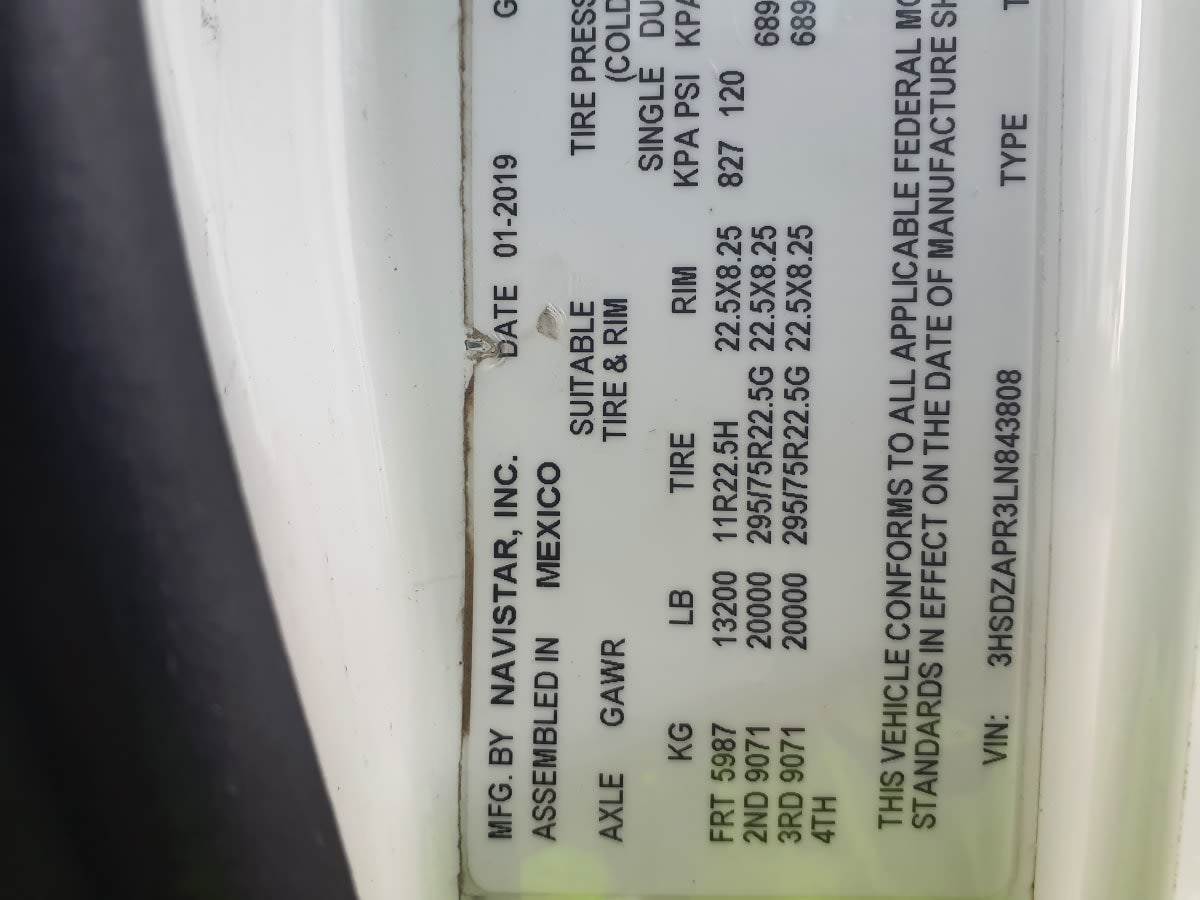 MFG. BY NAVISTAR, INC. DATE 01-2019 G
ASSEMBLED IN MEXICO
SUITABLE TIRE PRESS
AXLE GAWR TIRE & RIM (COLD
SINGLE DU
KG LB TIRE RIM KPA PSI KPA
FRT 5987 13200 11R22.5H 22.5X8.25 827 120
2ND 9071 20000 295/75R22.5G 22.5X8.25 689
3RD 9071 20000 295/75R22.5G 22.5X8.25 689
4TH
THIS VEHICLE CONFORMS TO ALL APPLICABLE FEDERAL MO
STANDARDS IN EFFECT ON THE DATE OF MANUFACTURE SH
VIN: 3HSDZAPR3LN843808 TYPE T